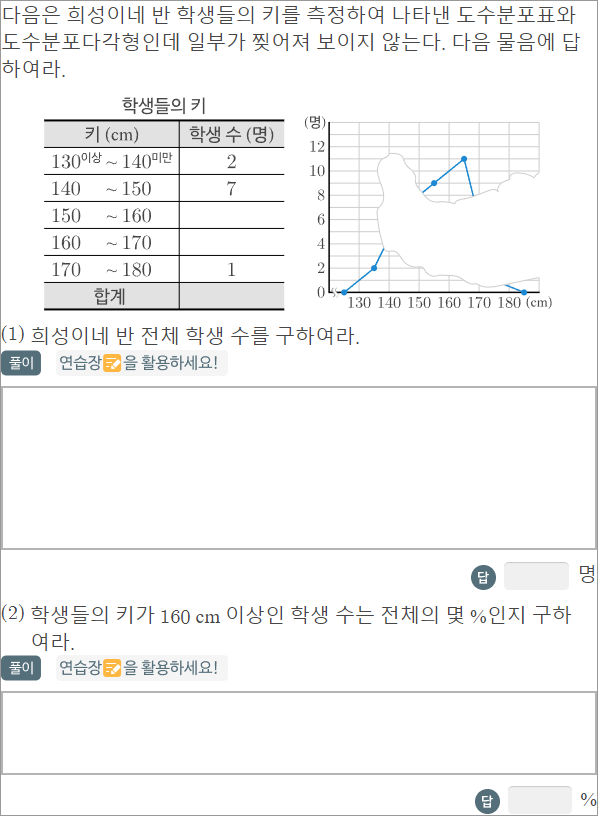 다음은 희성이네 반 학생들의 키를 측정하여 나타낸 도수분포표와
도수분포다각형인데 일부가 찢어져 보이지 않는다. 다음 물음에 답
하여라.
학생들의 키
키 (cm) 학생 수 (명)
130이상 ~ 140미만 2
140 ~ 150 7
150 ~ 160
160 ~ 170
170 ~ 180 1
합계
(명)
12
10
8
6
4
2
0
130 140 150 160 170 180 (cm)
(1) 희성이네 반 전체 학생 수를 구하여라.
풀이 연습장을 활용하세요!
답 명
(2) 학생들의 키가 160 cm 이상인 학생 수는 전체의 몇 %인지 구하
여라.
풀이 연습장을 활용하세요!
답 %